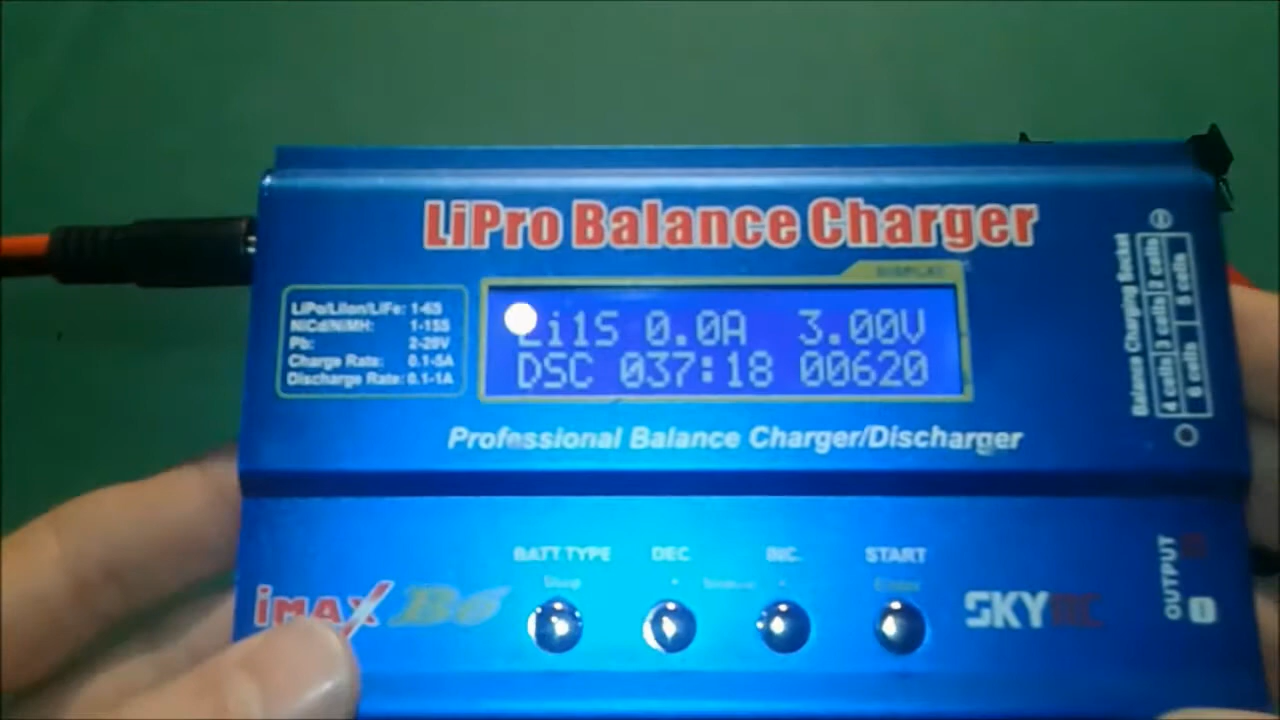 LiPro Balance Charger
DISPLAY
LiPo/LiIon/LiFe: 1-6S
NiCd/NiMH: 1-15S
Pb: 2-20V
Charge Rate: 0.1-5A
Discharge Rate: 0.1-1A
Li1S 0.0A 3.00V
DSC 037:18 00620
Professional Balance Charger/Discharger
Balance Charging Socket
4 cells 3 cells 2 cells
6 cells 5 cells
BATT TYPE DEC. INC. START
Stop
iMAX B6
SKYRC
OUTPUT